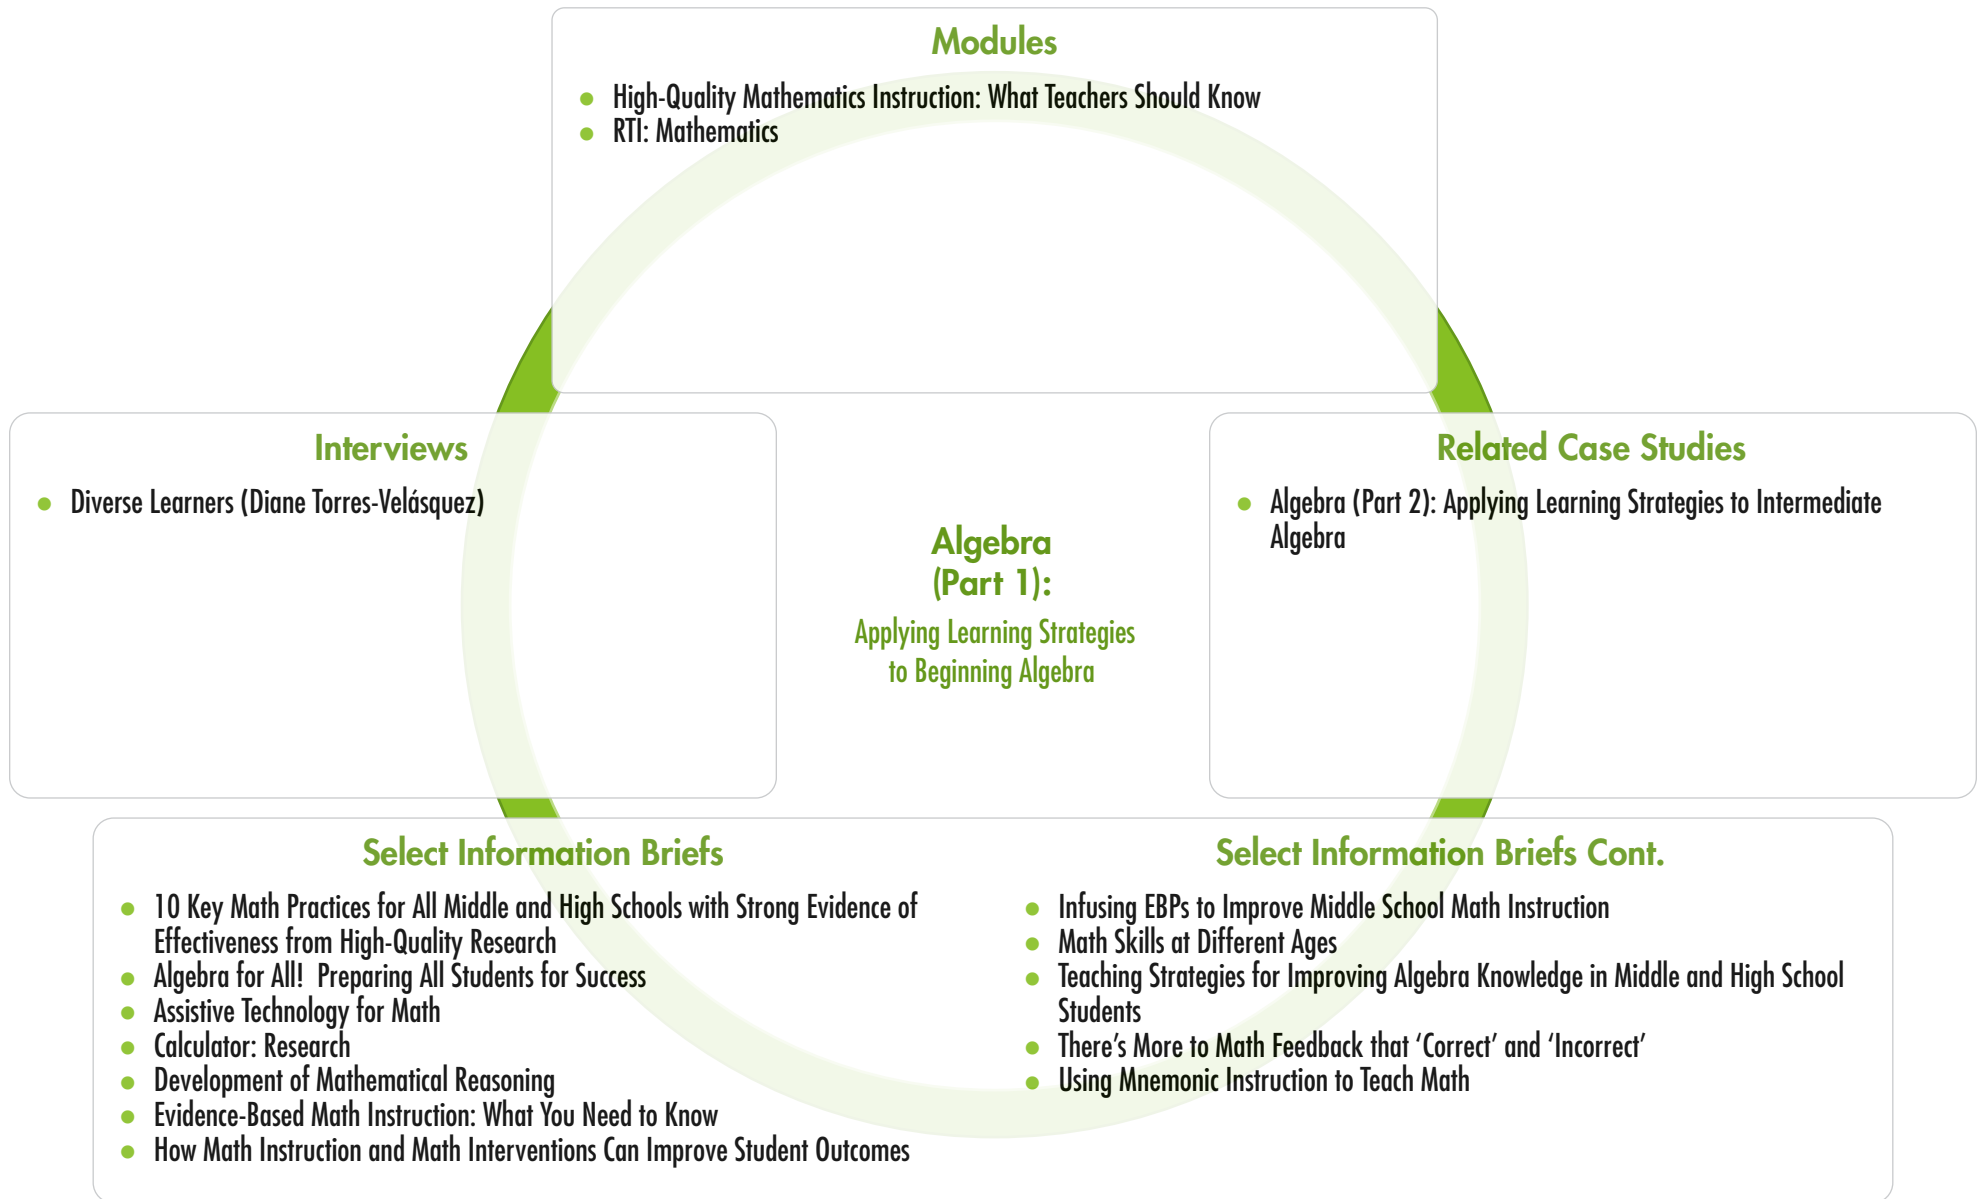 Modules
High-Quality Mathematics Instruction: What Teachers Should Know
RTI: Mathematics
Interviews
Diverse Learners (Diane Torres-Velásquez)
Algebra
(Part 1):
Applying Learning Strategies
to Beginning Algebra
Related Case Studies
Algebra (Part 2): Applying Learning Strategies to Intermediate
Algebra
Select Information Briefs
10 Key Math Practices for All Middle and High Schools with Strong Evidence of
Effectiveness from High-Quality Research
Algebra for All!  Preparing All Students for Success
Assistive Technology for Math
Calculator: Research
Development of Mathematical Reasoning
Evidence-Based Math Instruction: What You Need to Know
How Math Instruction and Math Interventions Can Improve Student Outcomes
Select Information Briefs Cont.
Infusing EBPs to Improve Middle School Math Instruction
Math Skills at Different Ages
Teaching Strategies for Improving Algebra Knowledge in Middle and High School
Students
There’s More to Math Feedback that ‘Correct’ and ‘Incorrect’
Using Mnemonic Instruction to Teach Math